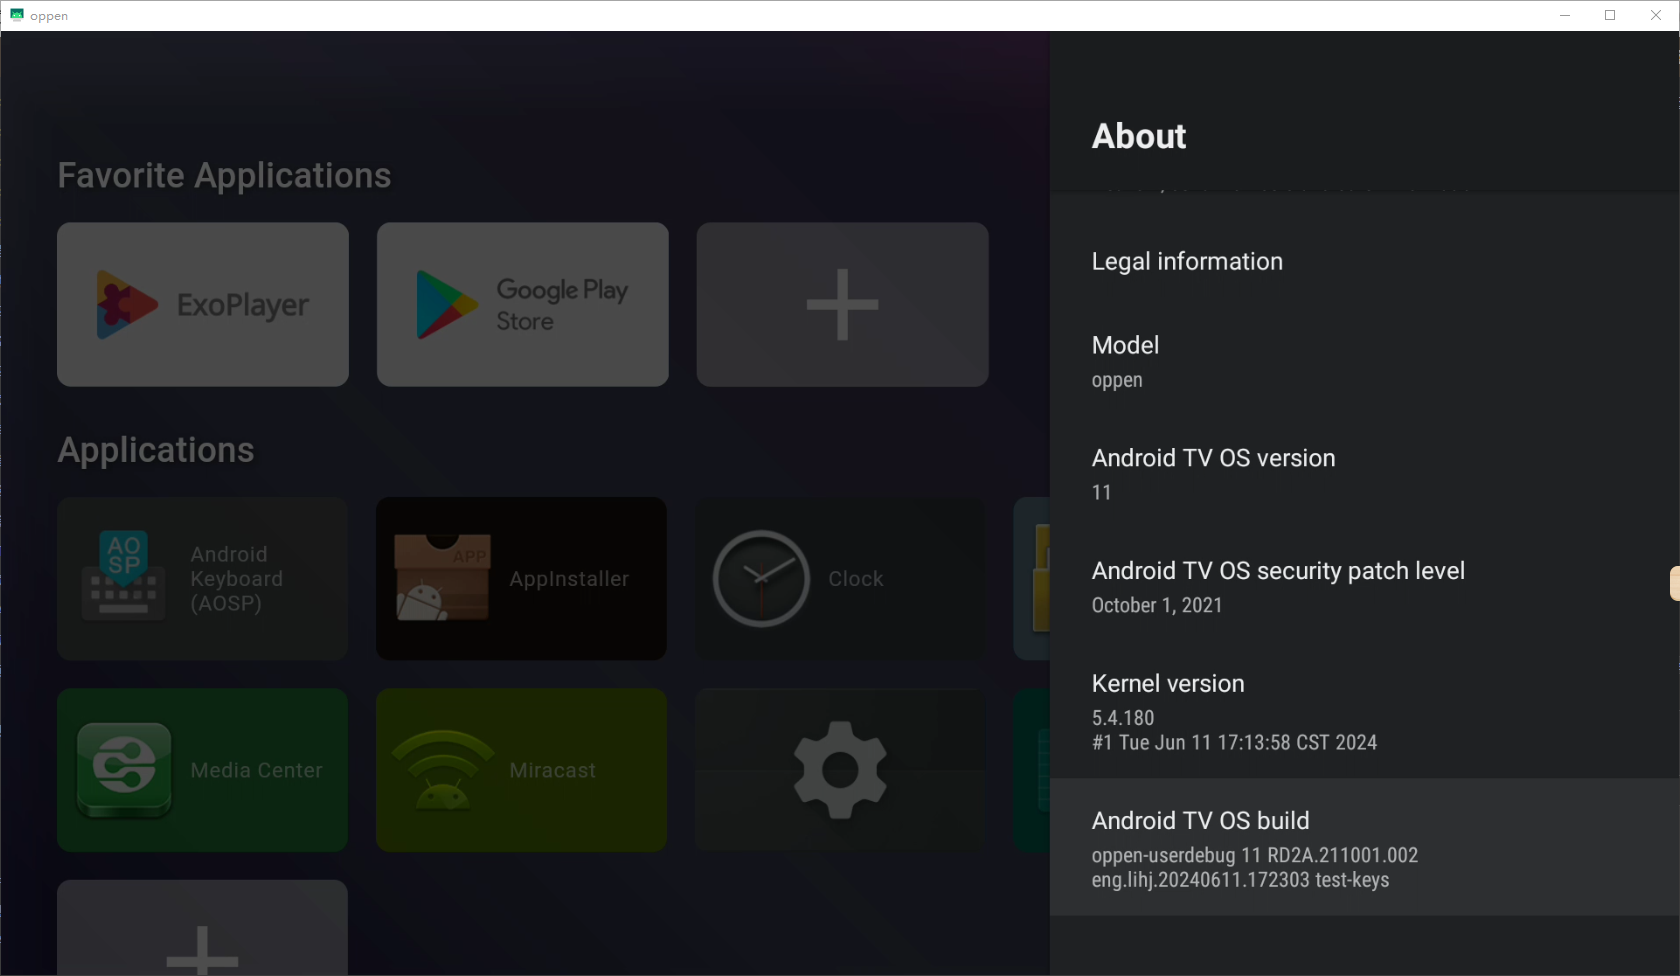 oppen
Favorite Applications
ExoPlayer
Google Play
Store
Applications
AO
SP
Android
Keyboard
(AOSP)
APP
AppInstaller
Clock
Media Center
Miracast
About
Legal information
Model
oppen
Android TV OS version
11
Android TV OS security patch level
October 1, 2021
Kernel version
5.4.180
#1 Tue Jun 11 17:13:58 CST 2024
Android TV OS build
oppen-userdebug 11 RD2A.211001.002
eng.lihj.20240611.172303 test-keys